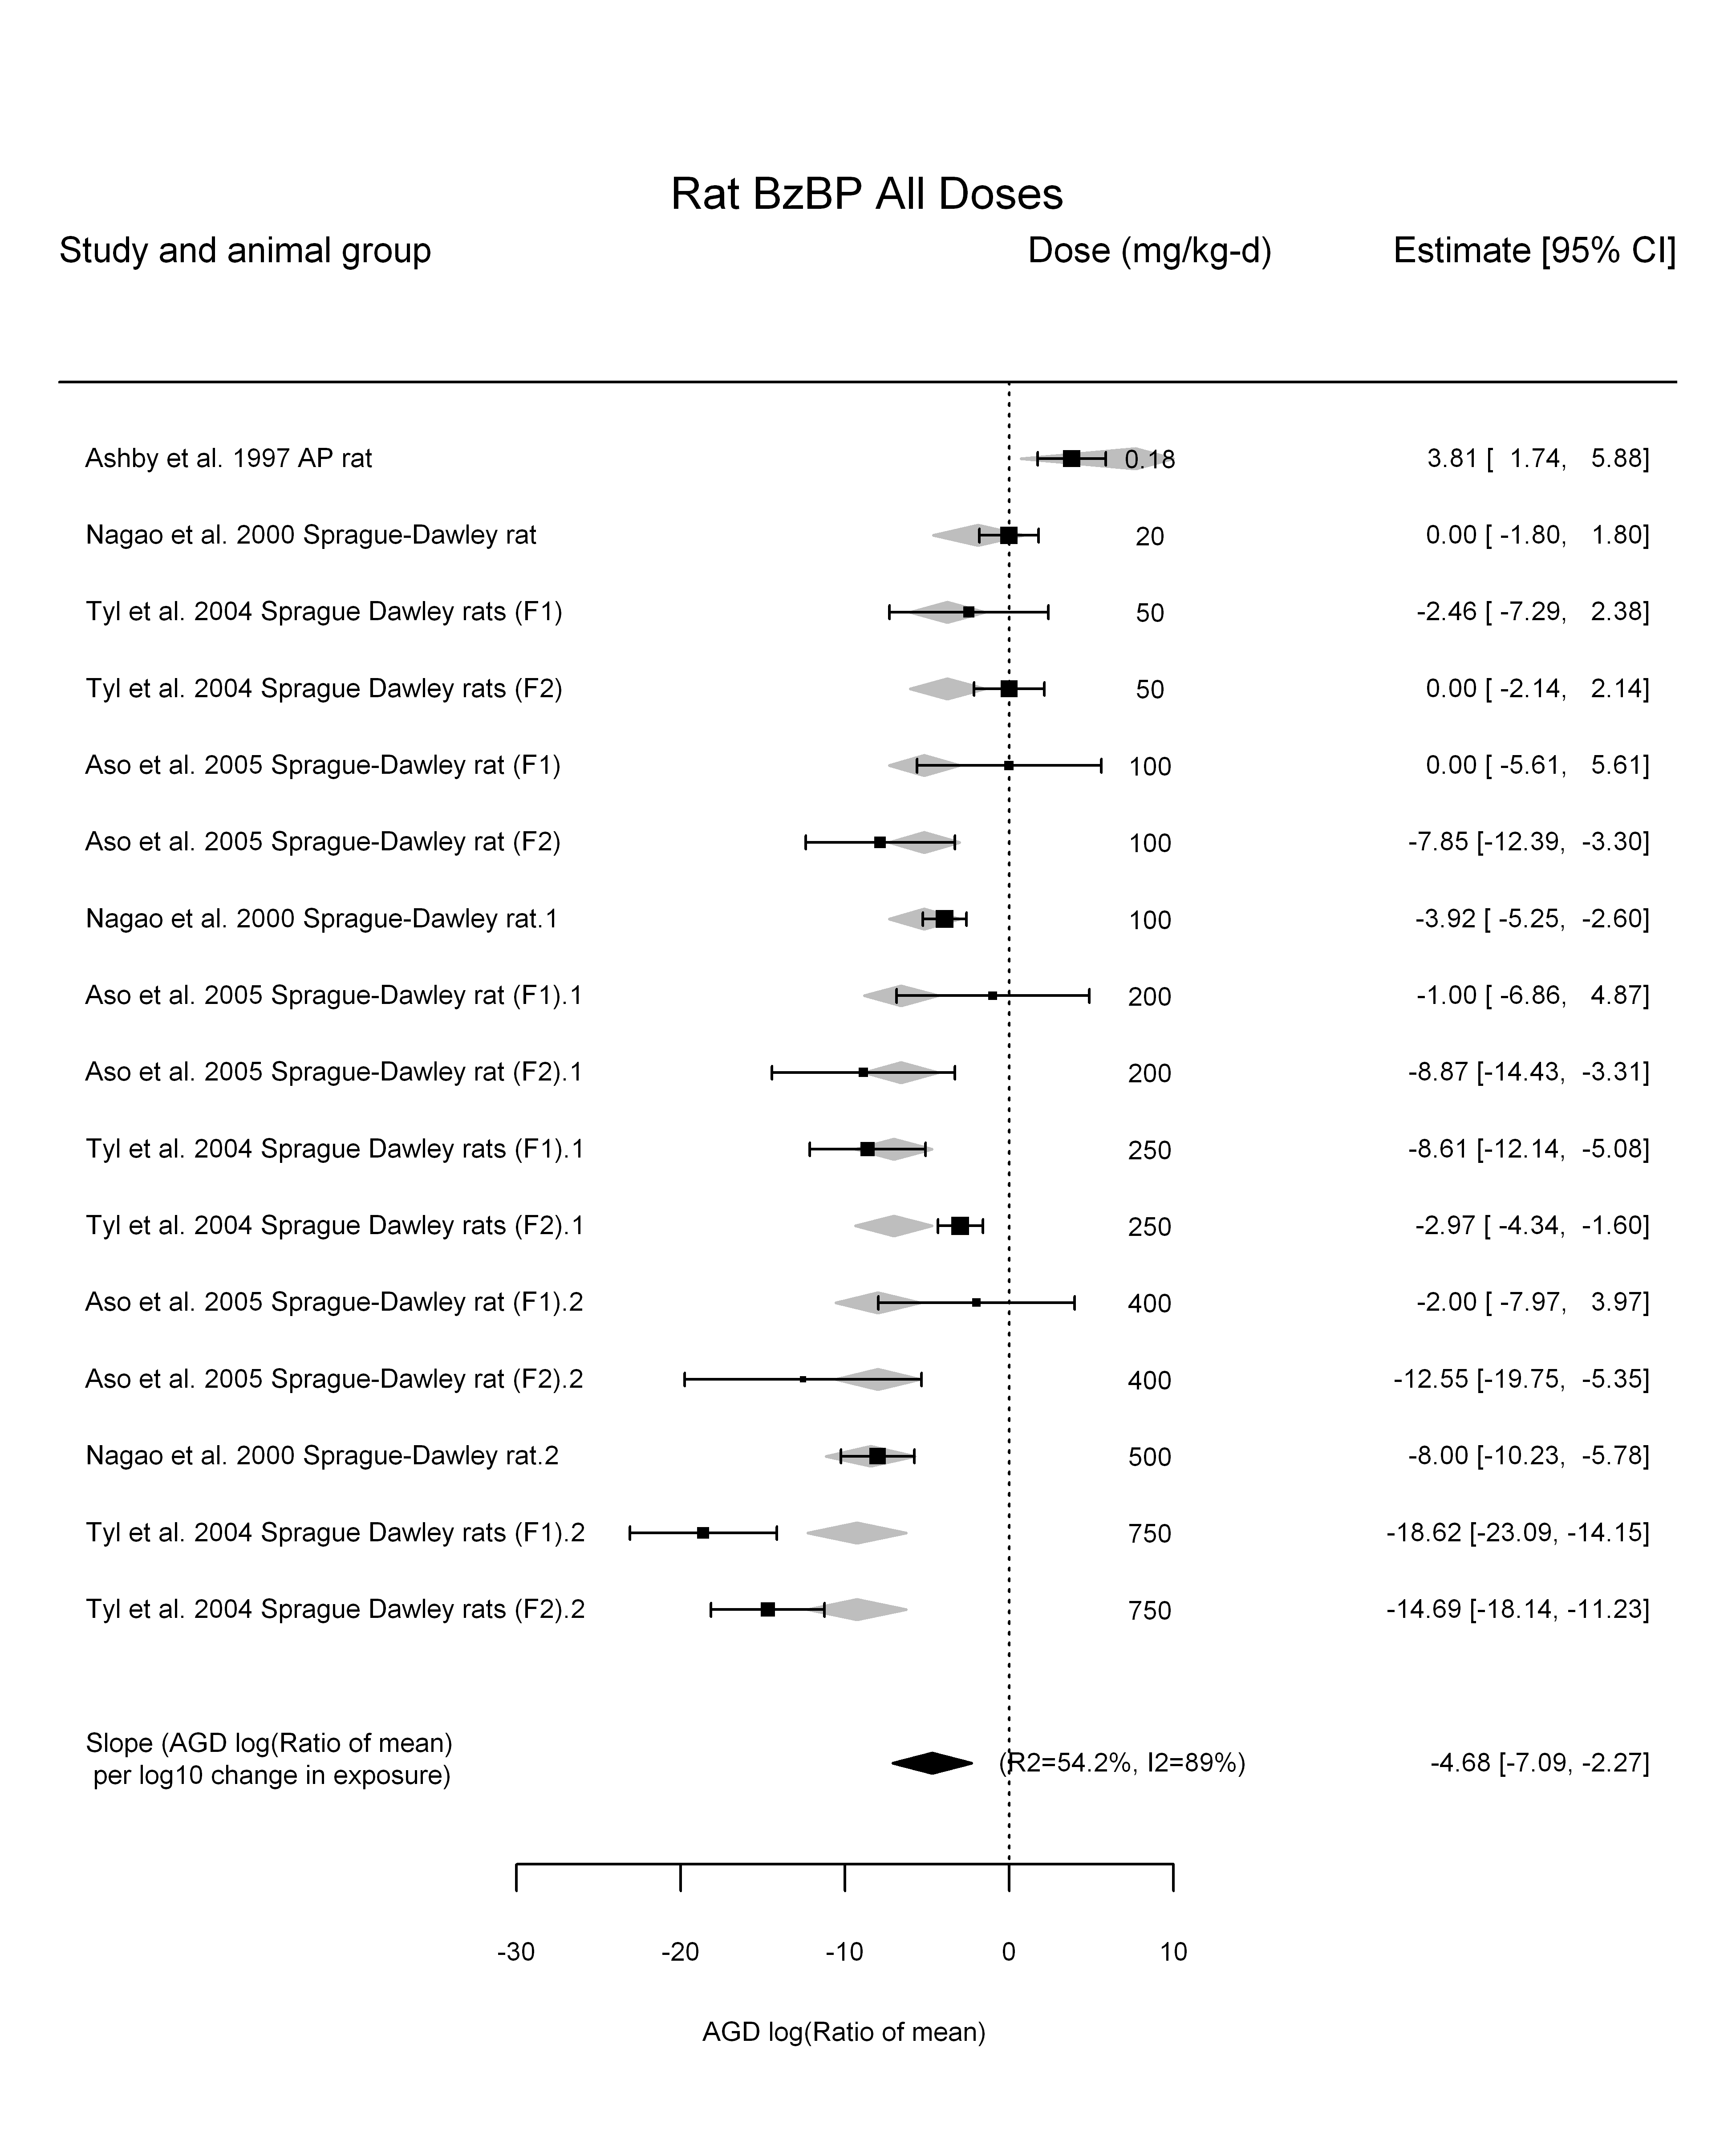 Rat BzBP All Doses
Study and animal group Dose (mg/kg-d) Estimate [95% CI]
Ashby et al. 1997 AP rat 0.18 3.81 [ 1.74, 5.88]
Nagao et al. 2000 Sprague-Dawley rat 20 0.00 [ -1.80, 1.80]
Tyl et al. 2004 Sprague Dawley rats (F1) 50 -2.46 [ -7.29, 2.38]
Tyl et al. 2004 Sprague Dawley rats (F2) 50 0.00 [ -2.14, 2.14]
Aso et al. 2005 Sprague-Dawley rat (F1) 100 0.00 [ -5.61, 5.61]
Aso et al. 2005 Sprague-Dawley rat (F2) 100 -7.85 [-12.39, -3.30]
Nagao et al. 2000 Sprague-Dawley rat.1 100 -3.92 [ -5.25, -2.60]
Aso et al. 2005 Sprague-Dawley rat (F1).1 200 -1.00 [ -6.86, 4.87]
Aso et al. 2005 Sprague-Dawley rat (F2).1 200 -8.87 [-14.43, -3.31]
Tyl et al. 2004 Sprague Dawley rats (F1).1 250 -8.61 [-12.14, -5.08]
Tyl et al. 2004 Sprague Dawley rats (F2).1 250 -2.97 [ -4.34, -1.60]
Aso et al. 2005 Sprague-Dawley rat (F1).2 400 -2.00 [ -7.97, 3.97]
Aso et al. 2005 Sprague-Dawley rat (F2).2 400 -12.55 [-19.75, -5.35]
Nagao et al. 2000 Sprague-Dawley rat.2 500 -8.00 [-10.23, -5.78]
Tyl et al. 2004 Sprague Dawley rats (F1).2 750 -18.62 [-23.09, -14.15]
Tyl et al. 2004 Sprague Dawley rats (F2).2 750 -14.69 [-18.14, -11.23]
Slope (AGD log(Ratio of mean)
per log10 change in exposure) (R2=54.2%, I2=89%) -4.68 [-7.09, -2.27]
-30 -20 -10 0 10
AGD log(Ratio of mean)